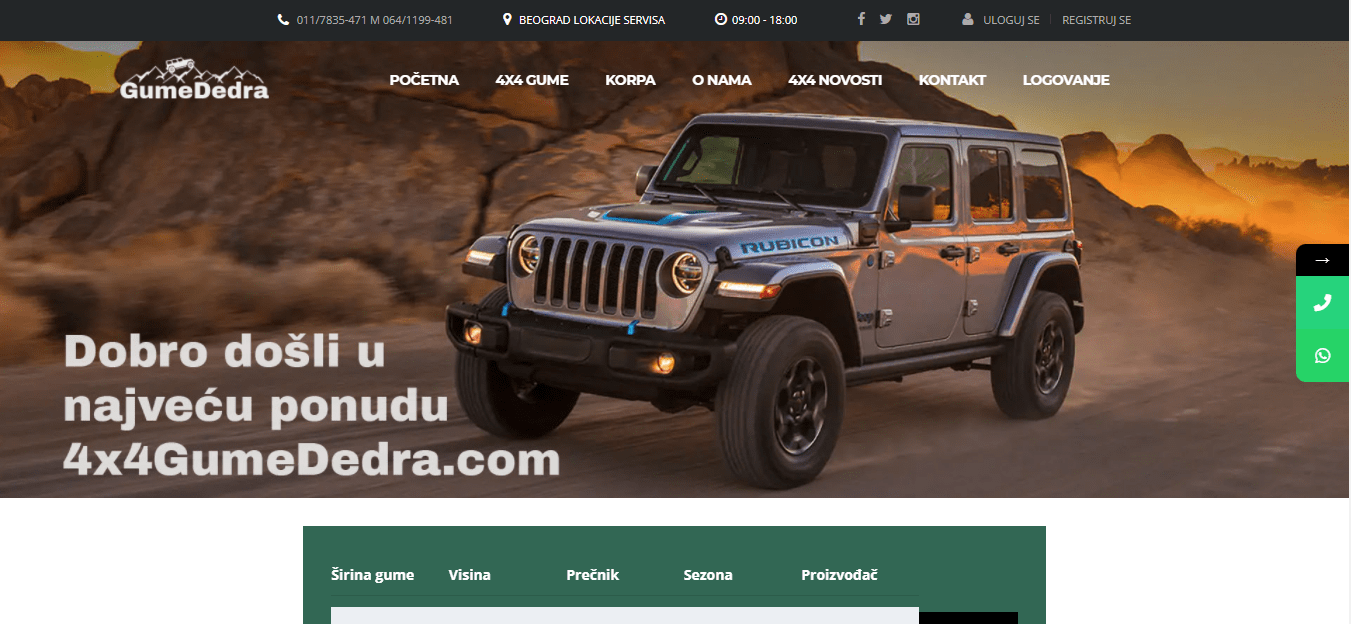 011/7835-471 M 064/1199-481
BEOGRAD LOKACIJE SERVISA
09:00 - 18:00
ULOGUJ SE
REGISTRUJ SE
GumeDedra
POČETNA
4X4 GUME
KORPA
O NAMA
4X4 NOVOSTI
KONTAKT
LOGOVANJE
RUBICON
Jeep
Dobro došli u
najveću ponudu
4x4GumeDedra.com
Širina gume
Visina
Prečnik
Sezona
Proizvođač